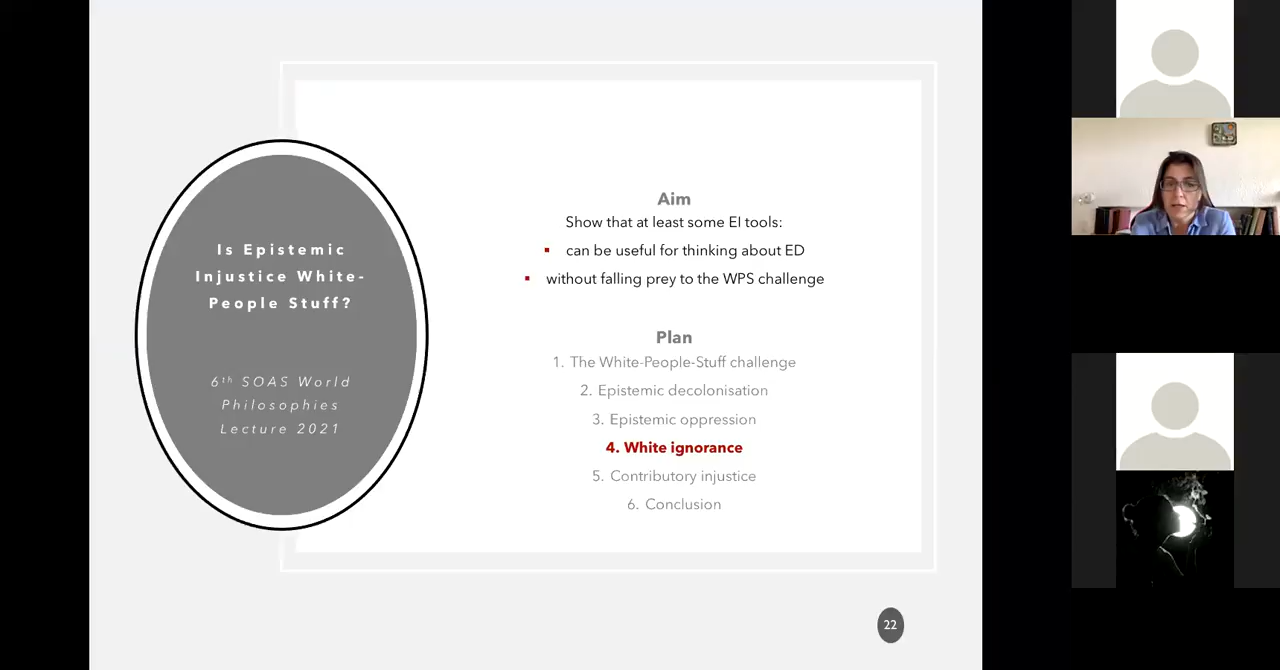 Is Epistemic
Injustice White-
People Stuff?
6th SOAS World
Philosophies
Lecture 2021
Aim
Show that at least some EI tools:
▪ can be useful for thinking about ED
▪ without falling prey to the WPS challenge
Plan
1. The White-People-Stuff challenge
2. Epistemic decolonisation
3. Epistemic oppression
4. White ignorance
5. Contributory injustice
6. Conclusion
22